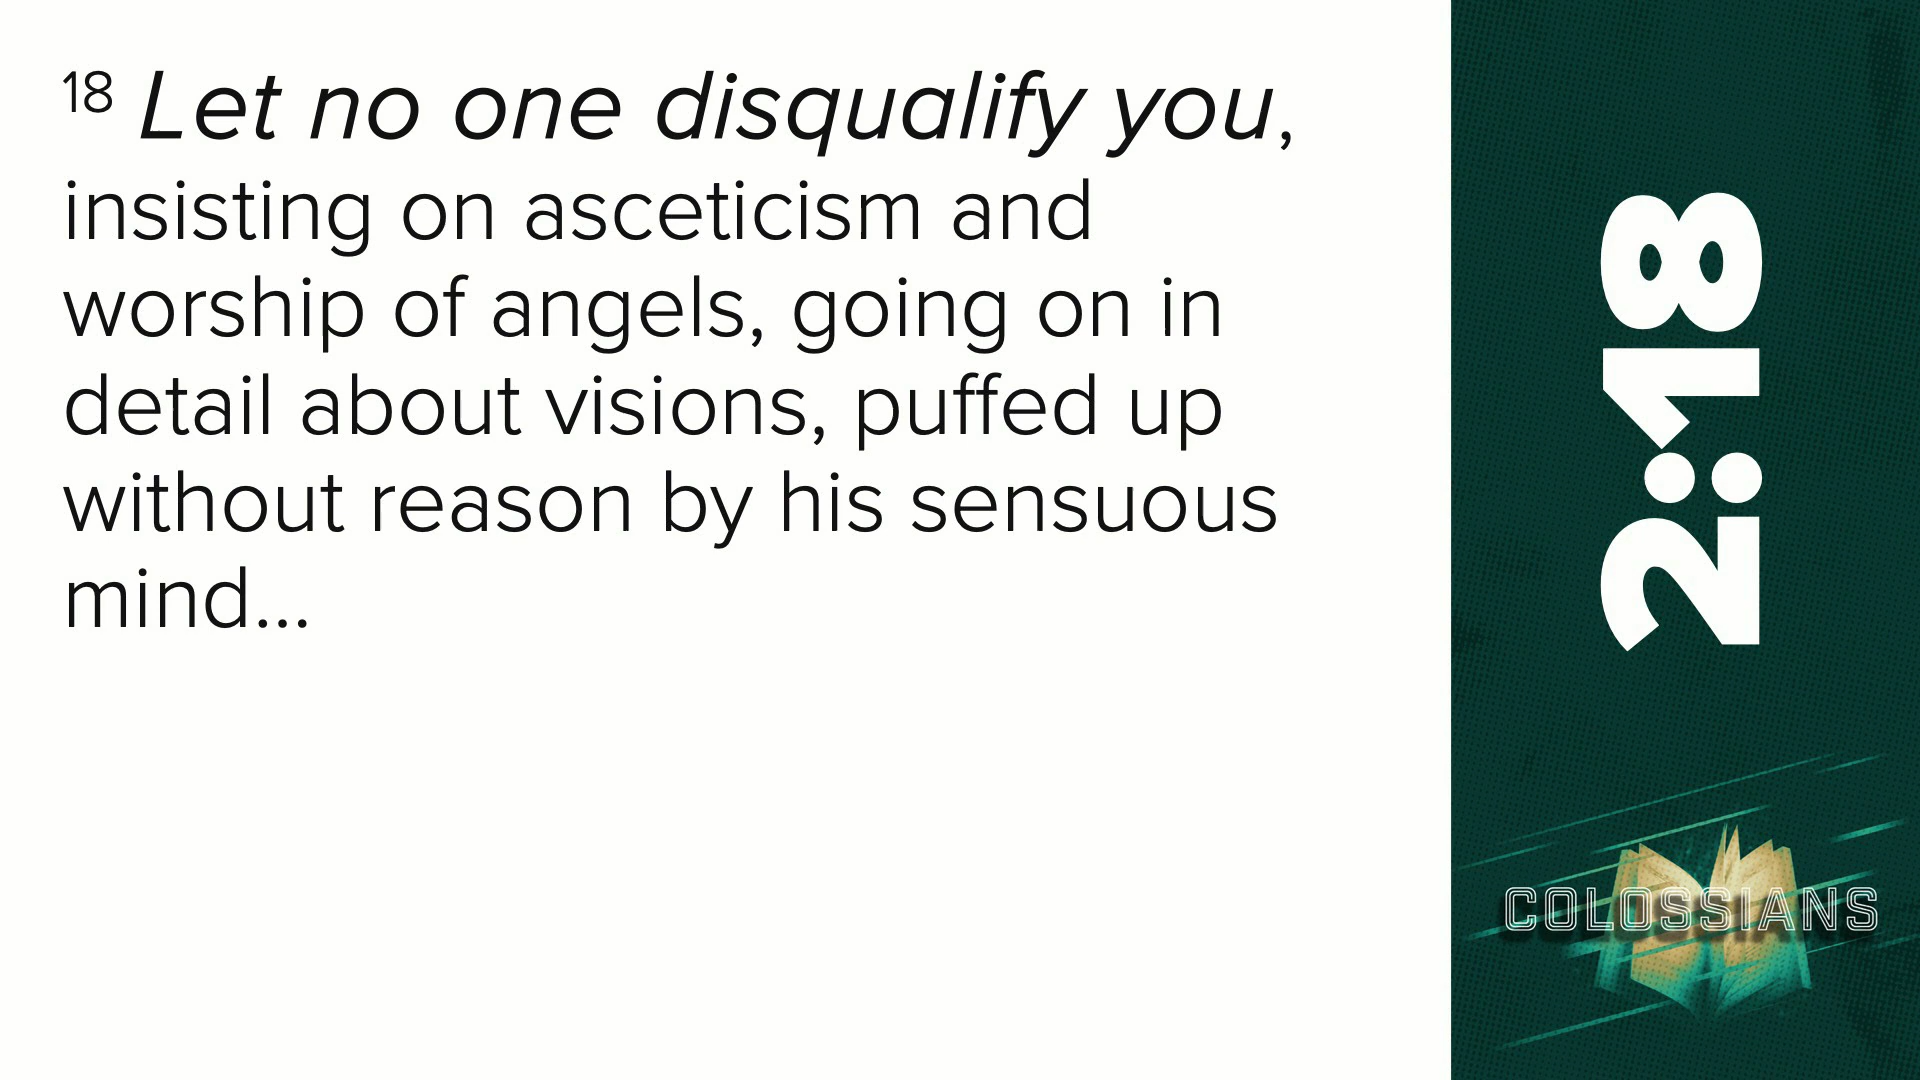 18 Let no one disqualify you,
insisting on asceticism and
worship of angels, going on in
detail about visions, puffed up
without reason by his sensuous
mind...
2:18
COLOSSIANS